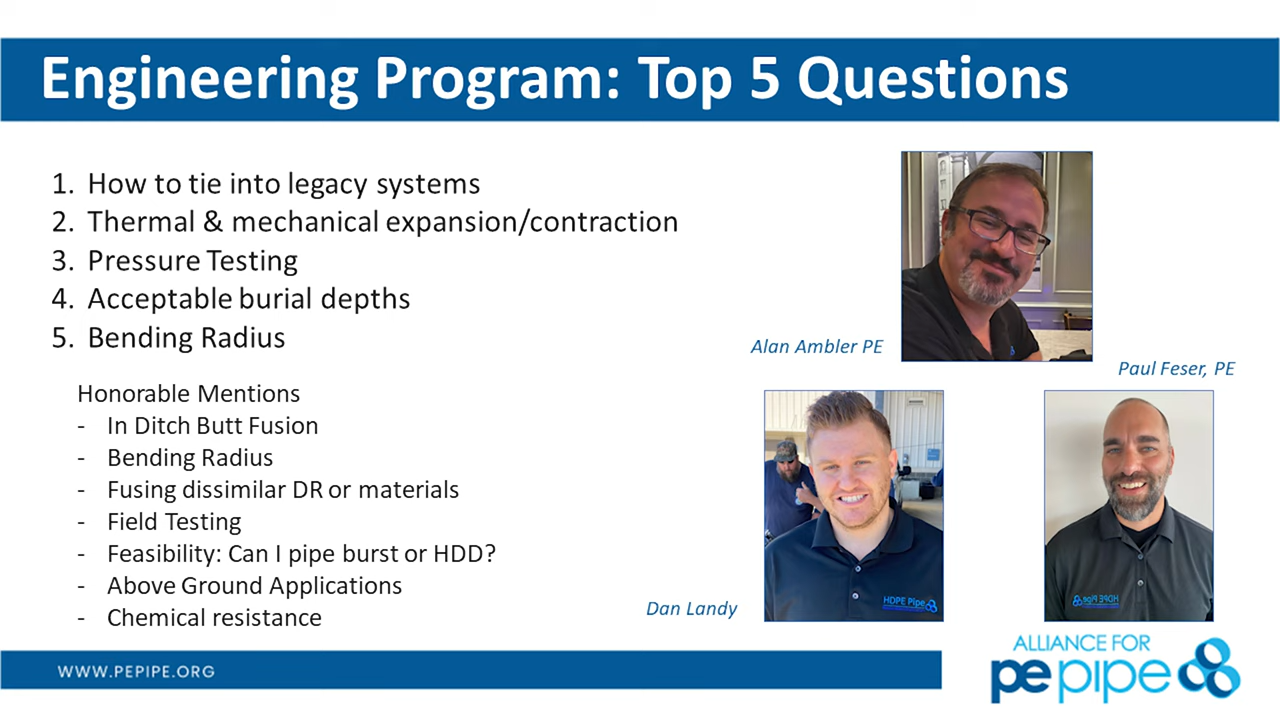 Engineering Program: Top 5 Questions
1. How to tie into legacy systems
2. Thermal & mechanical expansion/contraction
3. Pressure Testing
4. Acceptable burial depths
5. Bending Radius
Honorable Mentions
- In Ditch Butt Fusion
- Bending Radius
- Fusing dissimilar DR or materials
- Field Testing
- Feasibility: Can I pipe burst or HDD?
- Above Ground Applications
- Chemical resistance
Alan Ambler PE
Paul Feser, PE
Dan Landy
HDPE Pipe
HDPE Pipe
WWW.PEPIPE.ORG
ALLIANCE FOR
pe pipe